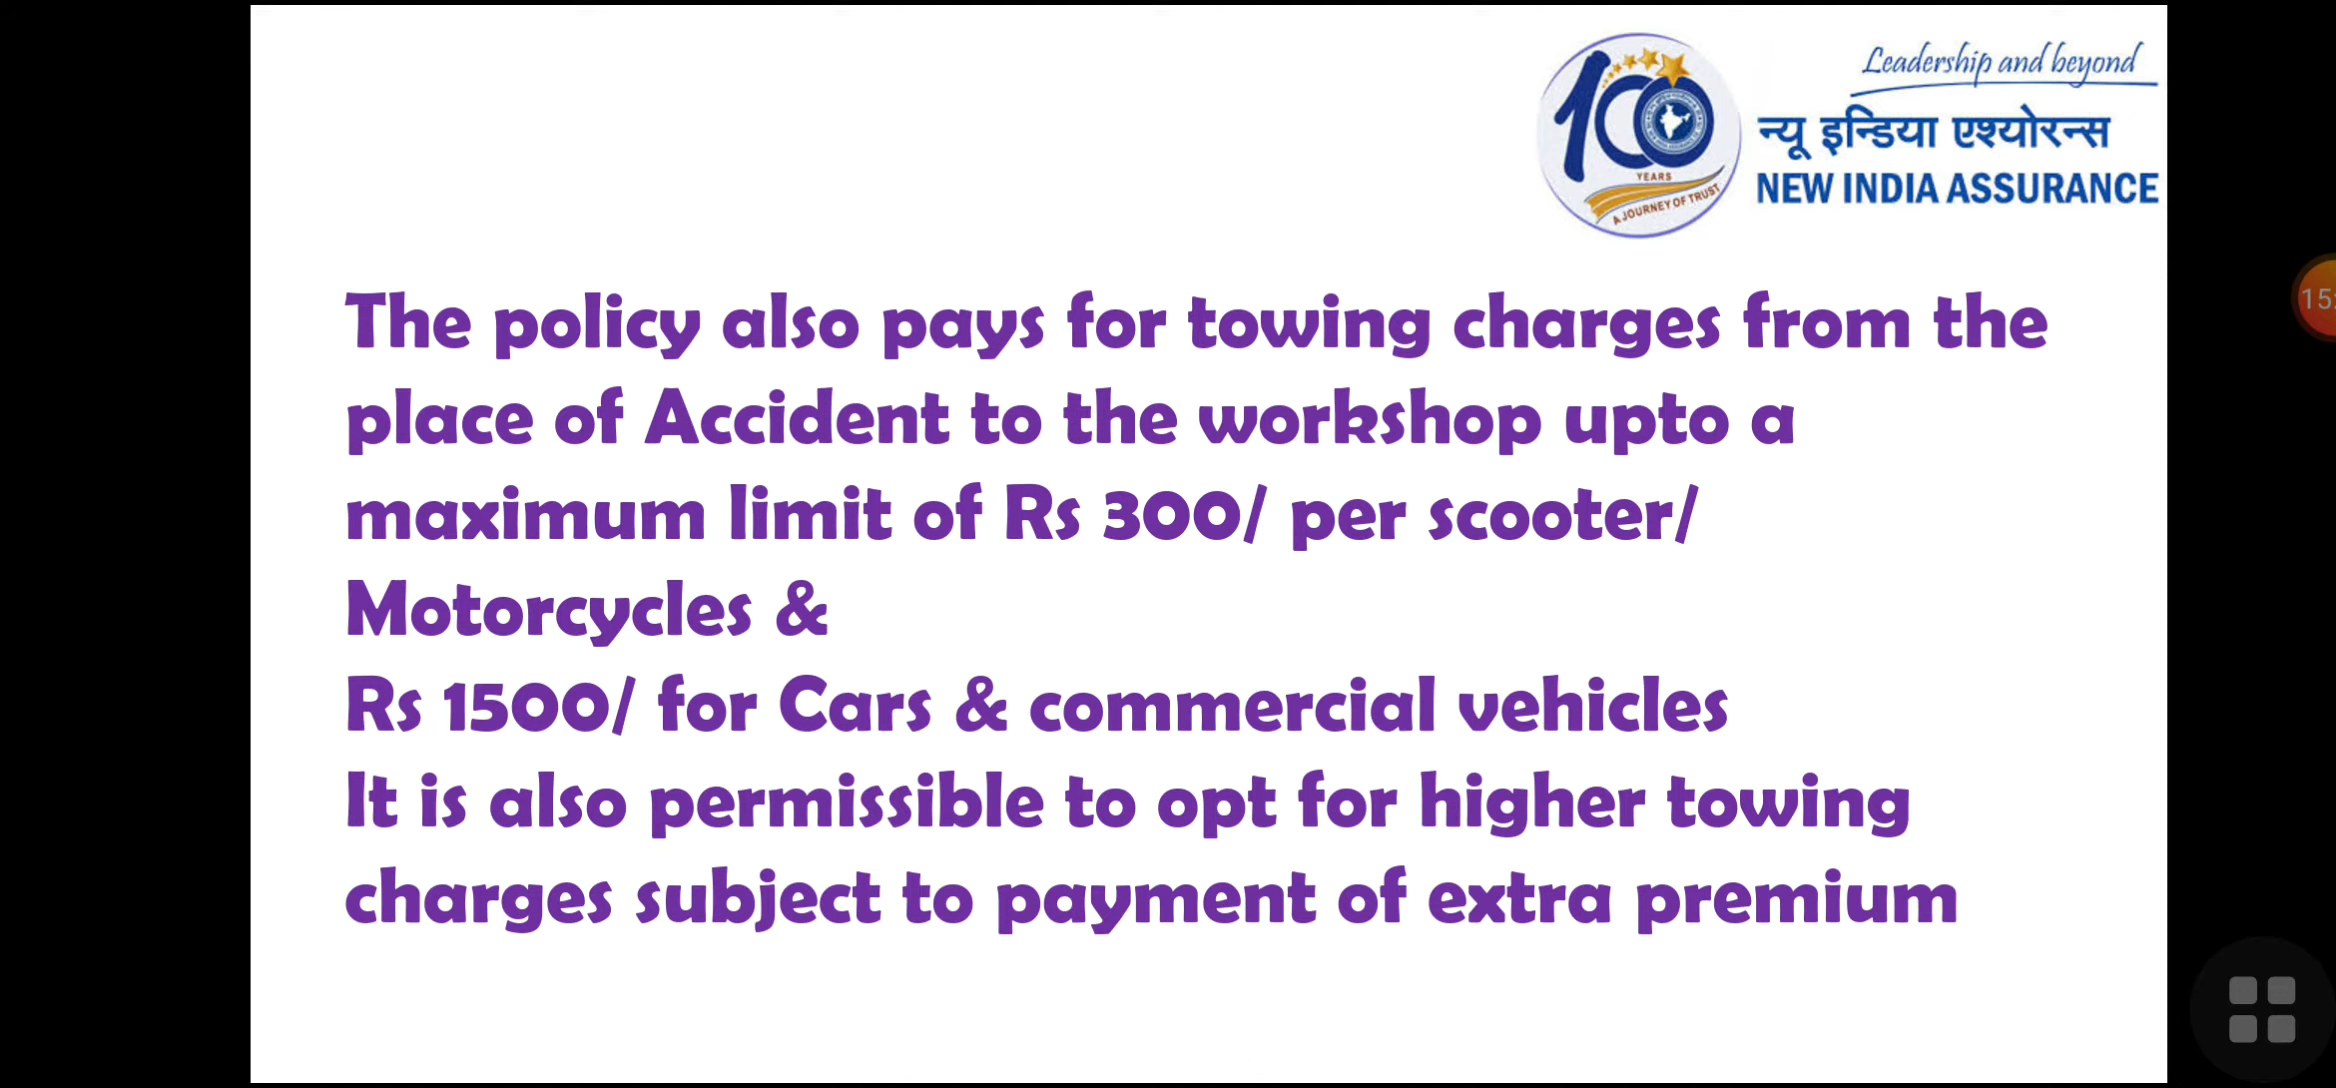 Leadership and beyond
100
YEARS
A JOURNEY OF TRUST
न्यू इन्डिया एश्योरन्स
NEW INDIA ASSURANCE
The policy also pays for towing charges from the
place of Accident to the workshop upto a
maximum limit of Rs 300/ per scooter/
Motorcycles &
Rs 1500/ for Cars & commercial vehicles
It is also permissible to opt for higher towing
charges subject to payment of extra premium
15: